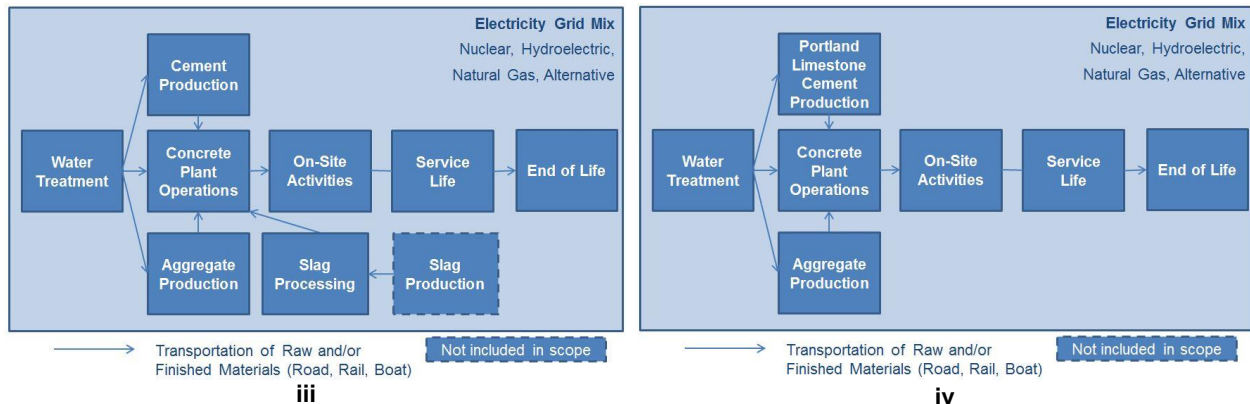 Electricity Grid Mix
Nuclear, Hydroelectric,
Natural Gas, Alternative
Cement
Production
Water
Treatment
Concrete
Plant
Operations
On-Site
Activities
Service
Life
End of Life
Aggregate
Production
Slag
Processing
Slag
Production
Transportation of Raw and/or
Finished Materials (Road, Rail, Boat)
Not included in scope
iii
Electricity Grid Mix
Nuclear, Hydroelectric,
Natural Gas, Alternative
Portland
Limestone
Cement
Production
Water
Treatment
Concrete
Plant
Operations
On-Site
Activities
Service
Life
End of Life
Aggregate
Production
Transportation of Raw and/or
Finished Materials (Road, Rail, Boat)
Not included in scope
iv